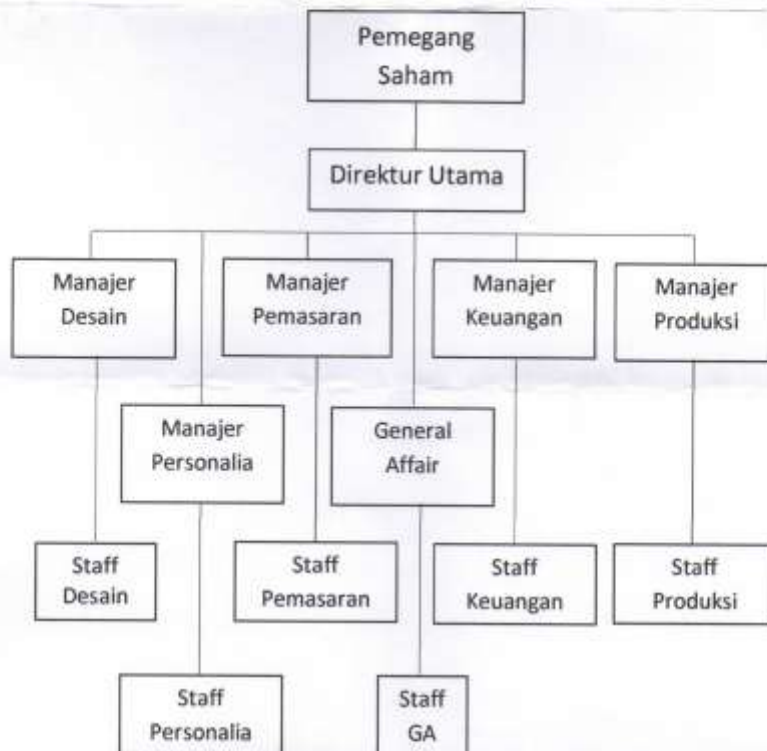 Pemegang
Saham
Direktur Utama
Manajer
Desain
Manajer
Pemasaran
Manajer
Keuangan
Manajer
Produksi
Manajer
Personalia
General
Affair
Staff
Desain
Staff
Pemasaran
Staff
Keuangan
Staff
Produksi
Staff
Personalia
Staff
GA